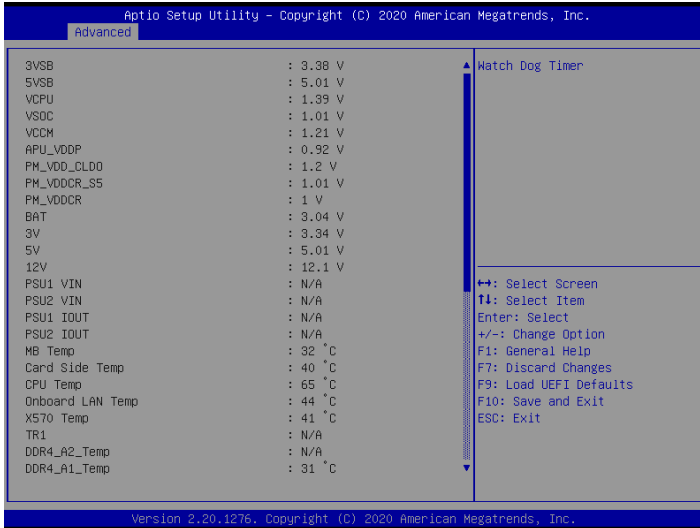 Aptio Setup Utility – Copyright (C) 2020 American Megatrends, Inc.
Advanced
3VSB : 3.38 V
5VSB : 5.01 V
VCPU : 1.39 V
VSOC : 1.01 V
VCCM : 1.21 V
APU_VDDP : 0.92 V
PM_VDD_CLDO : 1.2 V
PM_VDDCR_S5 : 1.01 V
PM_VDDCR : 1 V
BAT : 3.04 V
3V : 3.34 V
5V : 5.01 V
12V : 12.1 V
PSU1 VIN : N/A
PSU2 VIN : N/A
PSU1 IOUT : N/A
PSU2 IOUT : N/A
MB Temp : 32 °C
Card Side Temp : 40 °C
CPU Temp : 65 °C
Onboard LAN Temp : 44 °C
X570 Temp : 41 °C
TR1 : N/A
DDR4_A2_Temp : N/A
DDR4_A1_Temp : 31 °C
Watch Dog Timer
↔: Select Screen
↑↓: Select Item
Enter: Select
+/-: Change Option
F1: General Help
F7: Discard Changes
F9: Load UEFI Defaults
F10: Save and Exit
ESC: Exit
Version 2.20.1276. Copyright (C) 2020 American Megatrends, Inc.